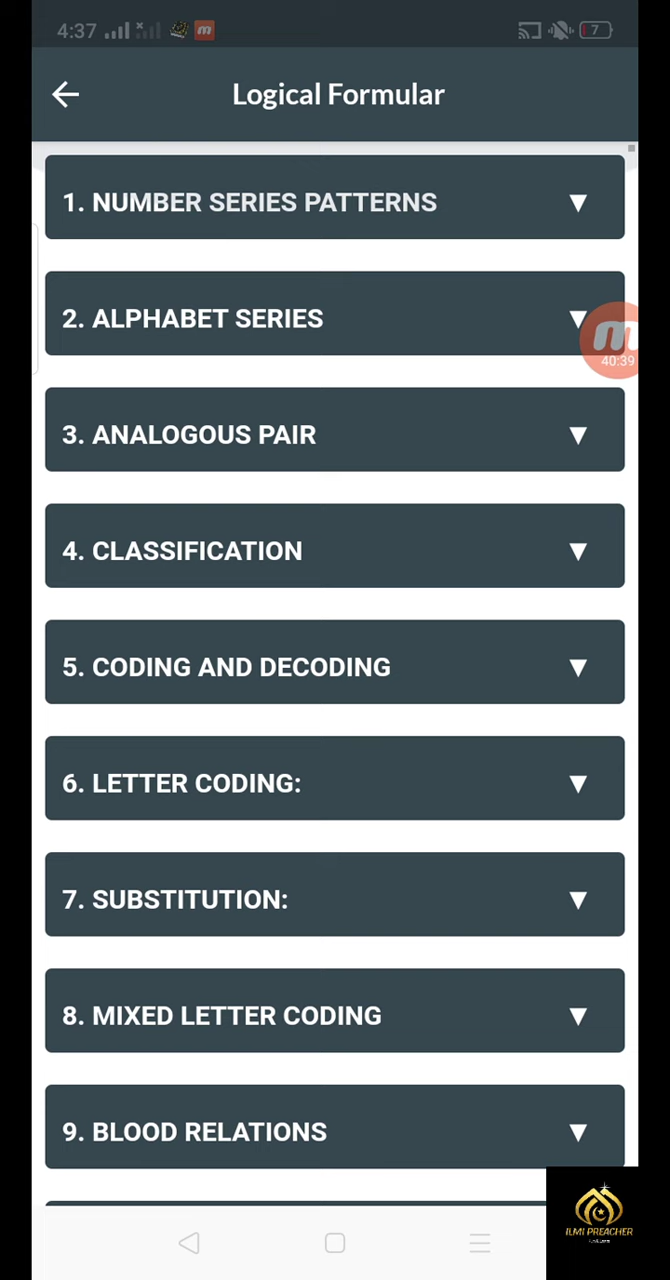 4:37
7
Logical Formular
1. NUMBER SERIES PATTERNS
2. ALPHABET SERIES
40:39
3. ANALOGOUS PAIR
4. CLASSIFICATION
5. CODING AND DECODING
6. LETTER CODING:
7. SUBSTITUTION:
8. MIXED LETTER CODING
9. BLOOD RELATIONS
ILMI PREACHER